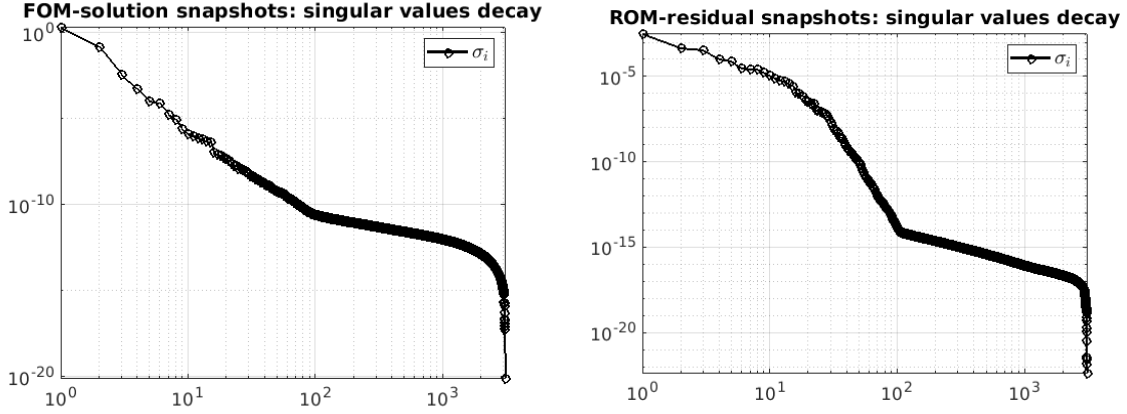 FOM-solution snapshots: singular values decay
10^0
σ_i
10^-10
10^-20
10^0 10^1 10^2 10^3
ROM-residual snapshots: singular values decay
σ_i
10^-5
10^-10
10^-15
10^-20
10^0 10^1 10^2 10^3